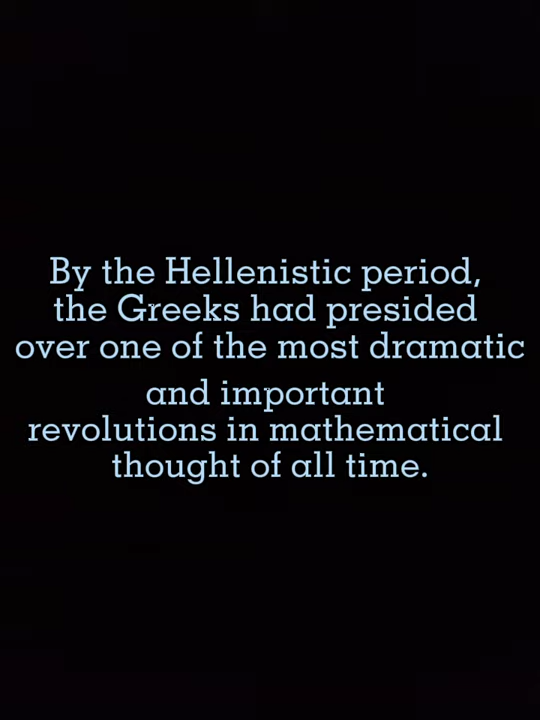 By the Hellenistic period,
the Greeks had presided
over one of the most dramatic
and important
revolutions in mathematical
thought of all time.